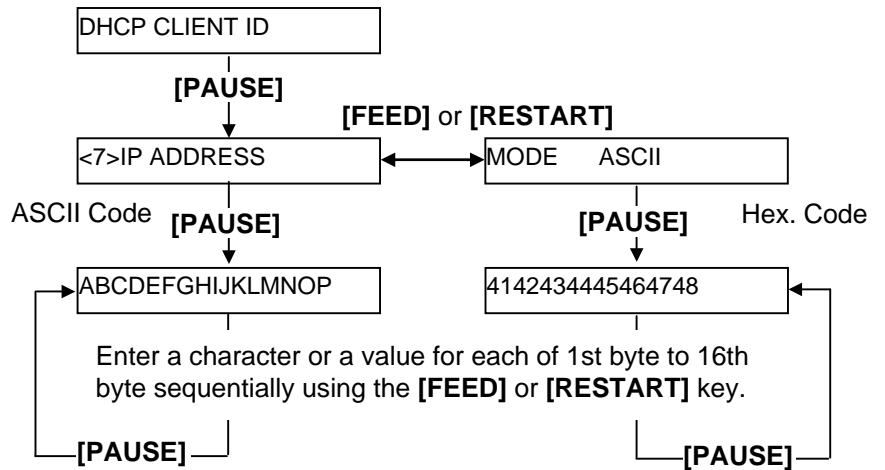 DHCP CLIENT ID
[PAUSE]
[FEED] or [RESTART]
<7>IP ADDRESS
MODE ASCII
ASCII Code
[PAUSE]
[PAUSE]
Hex. Code
ABCDEFGHIJKLMNOP
4142434445464748
Enter a character or a value for each of 1st byte to 16th
byte sequentially using the [FEED] or [RESTART] key.
[PAUSE]
[PAUSE]